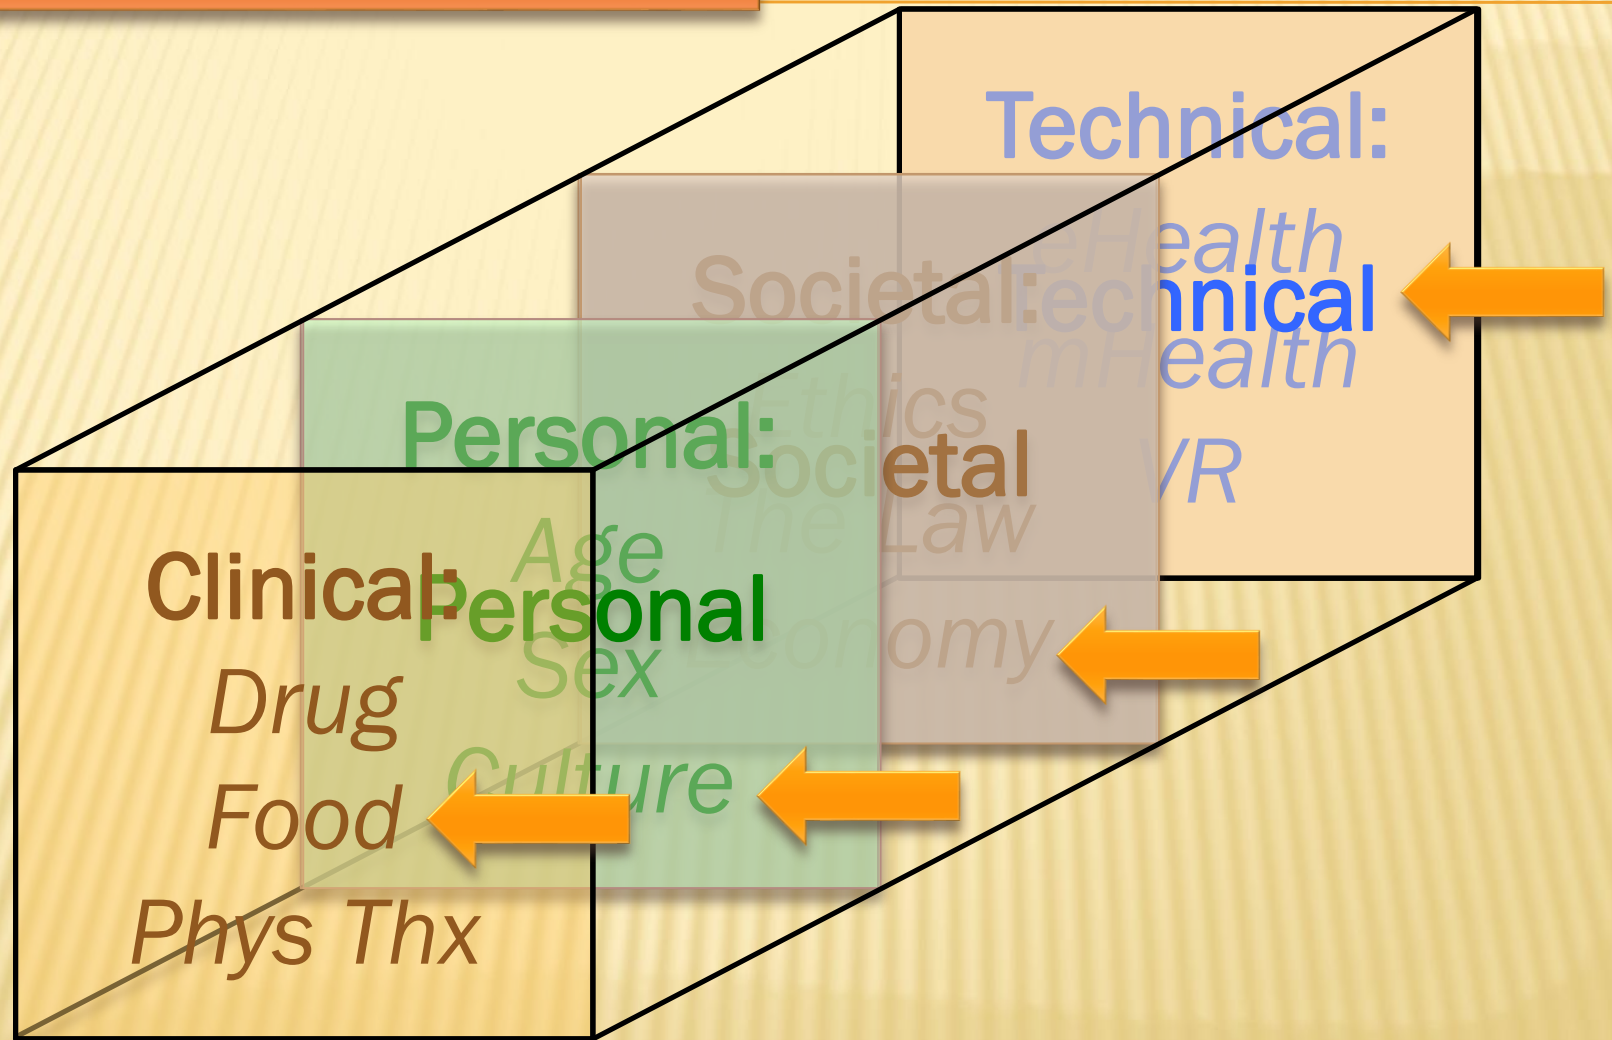 Technical:
eHealth
Technical
mHealth
VR
Societal:
Ethics
Societal
The Law
Economy
Personal:
Age
Personal
Sex
Culture
Clinical:
Drug
Food
Phys Thx